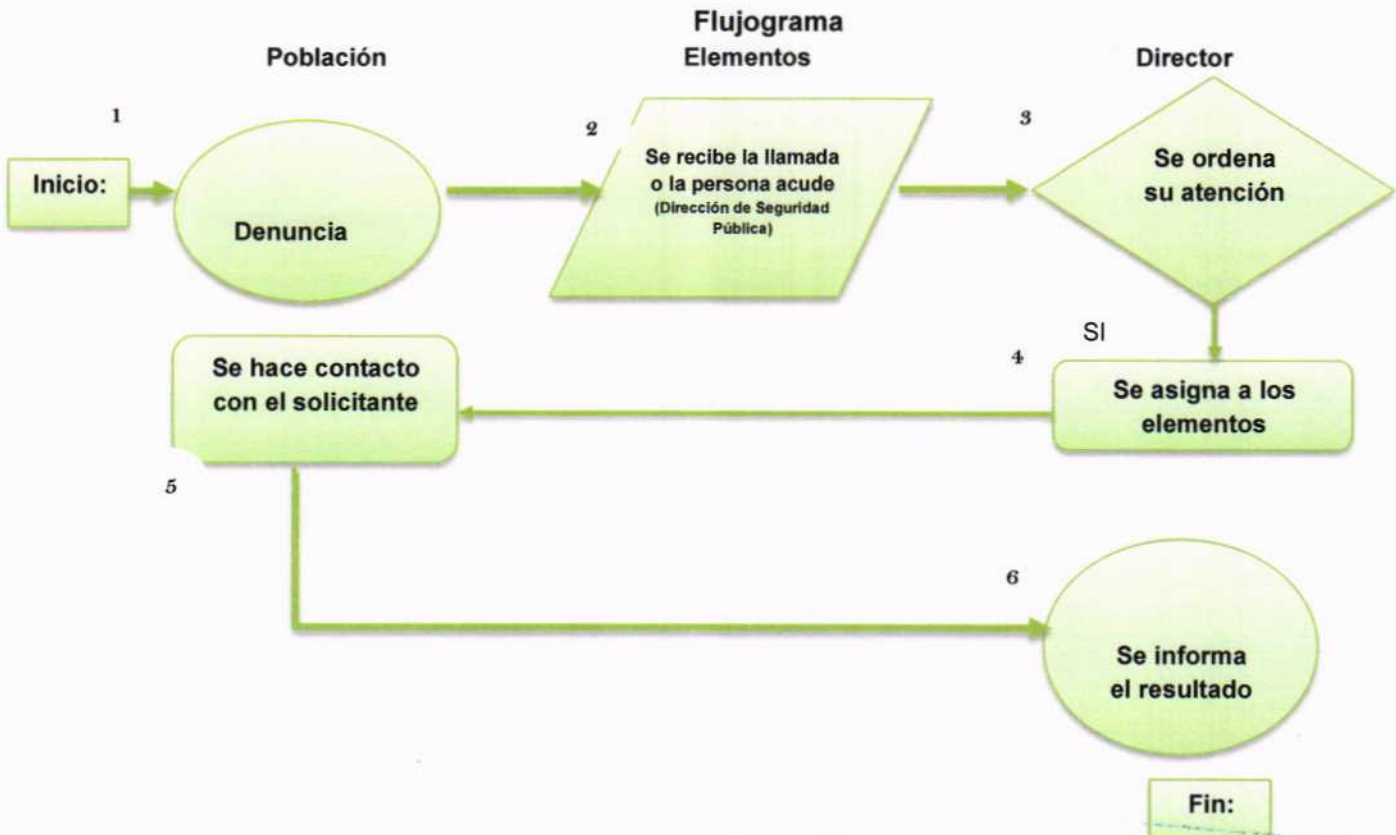 Flujograma
Población
Elementos
Director
1
2
3
Inicio:
Denuncia
Se recibe la llamada
o la persona acude
(Dirección de Seguridad
Pública)
Se ordena
su atención
SI
4
Se asigna a los
elementos
Se hace contacto
con el solicitante
5
6
Se informa
el resultado
Fin: